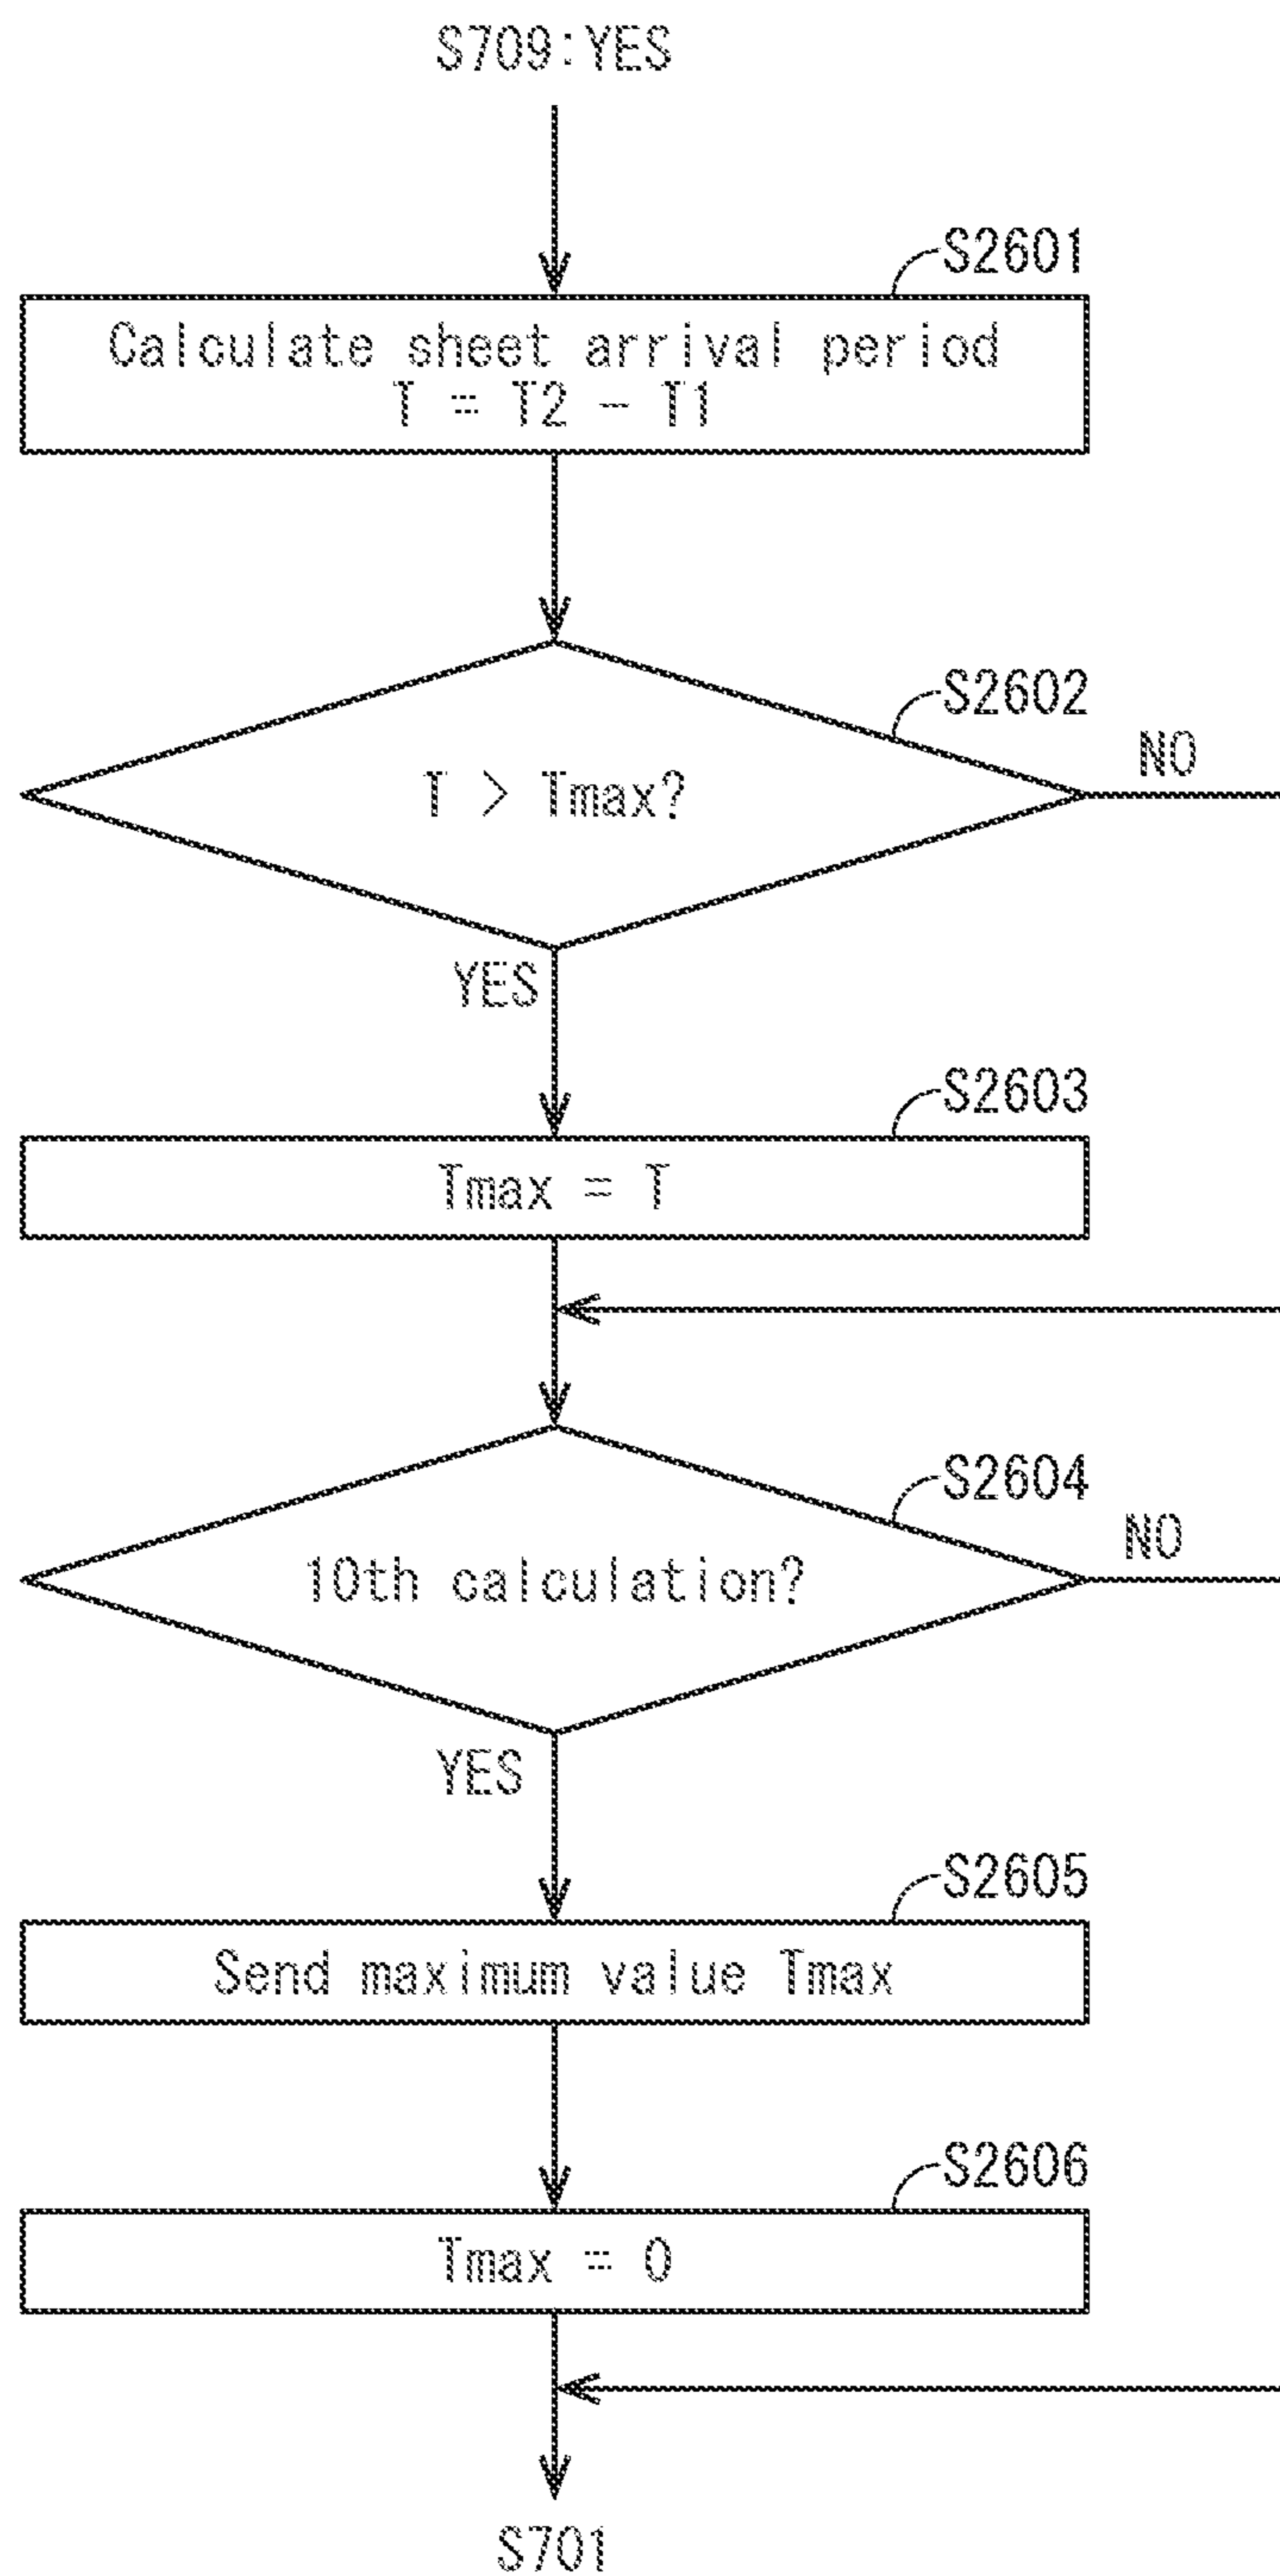 S709:YES
S2601
Calculate sheet arrival period
T = T2 - T1
S2602
T > Tmax?
NO
YES
S2603
Tmax = T
S2604
10th calculation?
NO
YES
S2605
Send maximum value Tmax
S2606
Tmax = 0
S701